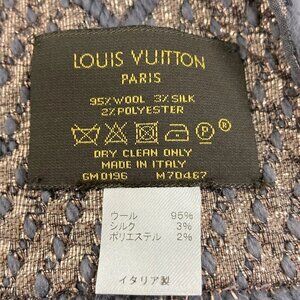 LOUIS VUITTON
PARIS
95% WOOL 3% SILK
2% POLYESTER
P ®
DRY CLEAN ONLY
MADE IN ITALY
GM0196 M70467
ウール 95%
シルク 3%
ポリエステル 2%
イタリア製